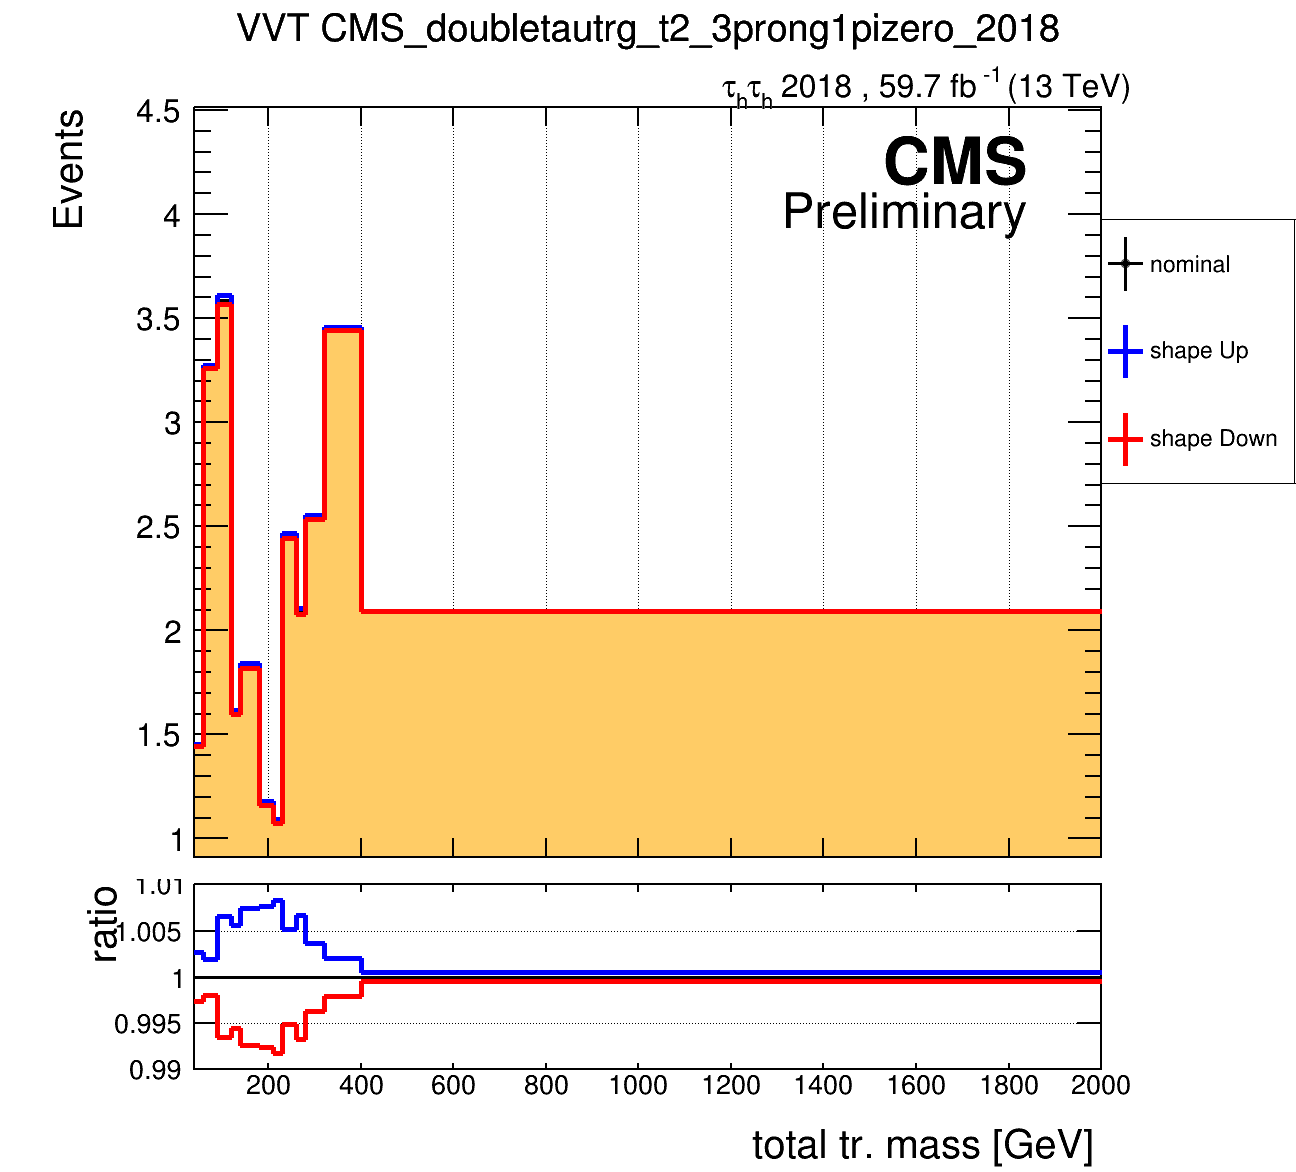 VVT CMS_doubletautrg_t2_3prong1pizero_2018
τhτh 2018 , 59.7 fb-1 (13 TeV)
Events
4.5
4
3.5
3
2.5
2
1.5
1
CMS
Preliminary
nominal
shape Up
shape Down
ratio
1.01
1.005
1
0.995
0.99
200 400 600 800 1000 1200 1400 1600 1800 2000
total tr. mass [GeV]